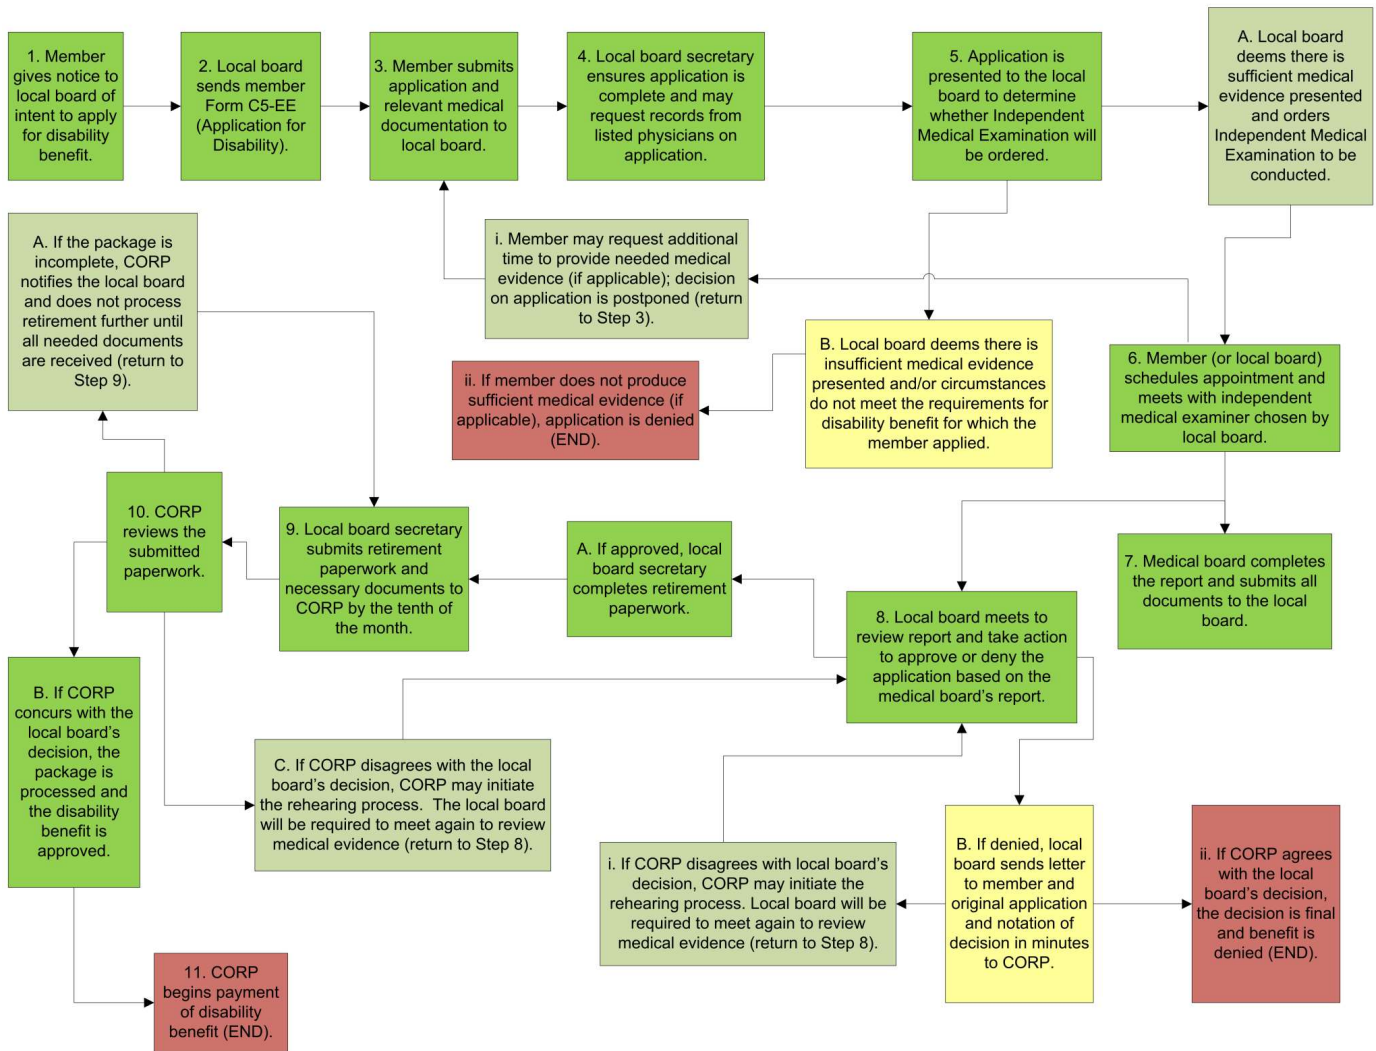 1. Member
gives notice to
local board of
intent to apply
for disability
benefit.
2. Local board
sends member
Form C5-EE
(Application for
Disability).
3. Member submits
application and
relevant medical
documentation to
local board.
4. Local board secretary
ensures application is
complete and may
request records from
listed physicians on
application.
5. Application is
presented to the local
board to determine
whether Independent
Medical Examination will
be ordered.
A. Local board
deems there is
sufficient medical
evidence presented
and orders
Independent Medical
Examination to be
conducted.
A. If the package is
incomplete, CORP
notifies the local board
and does not process
retirement further until
all needed documents
are received (return to
Step 9).
i. Member may request additional
time to provide needed medical
evidence (if applicable); decision
on application is postponed (return
to Step 3).
B. Local board deems there is
insufficient medical evidence
presented and/or circumstances
do not meet the requirements for
disability benefit for which the
member applied.
ii. If member does not produce
sufficient medical evidence (if
applicable), application is denied
(END).
6. Member (or local board)
schedules appointment and
meets with independent
medical examiner chosen by
local board.
10. CORP
reviews the
submitted
paperwork.
9. Local board secretary
submits retirement
paperwork and
necessary documents to
CORP by the tenth of
the month.
A. If approved, local
board secretary
completes retirement
paperwork.
8. Local board meets to
review report and take action
to approve or deny the
application based on the
medical board's report.
7. Medical board completes
the report and submits all
documents to the local
board.
B. If CORP
concurs with the
local board's
decision, the
package is
processed and
the disability
benefit is
approved.
C. If CORP disagrees with the local
board's decision, CORP may initiate
the rehearing process.  The local board
will be required to meet again to review
medical evidence (return to Step 8).
i. If CORP disagrees with local board's
decision, CORP may initiate the
rehearing process. Local board will be
required to meet again to review
medical evidence (return to Step 8).
B. If denied, local
board sends letter
to member and
original application
and notation of
decision in minutes
to CORP.
ii. If CORP agrees
with the local
board's decision,
the decision is final
and benefit is
denied (END).
11. CORP
begins payment
of disability
benefit (END).